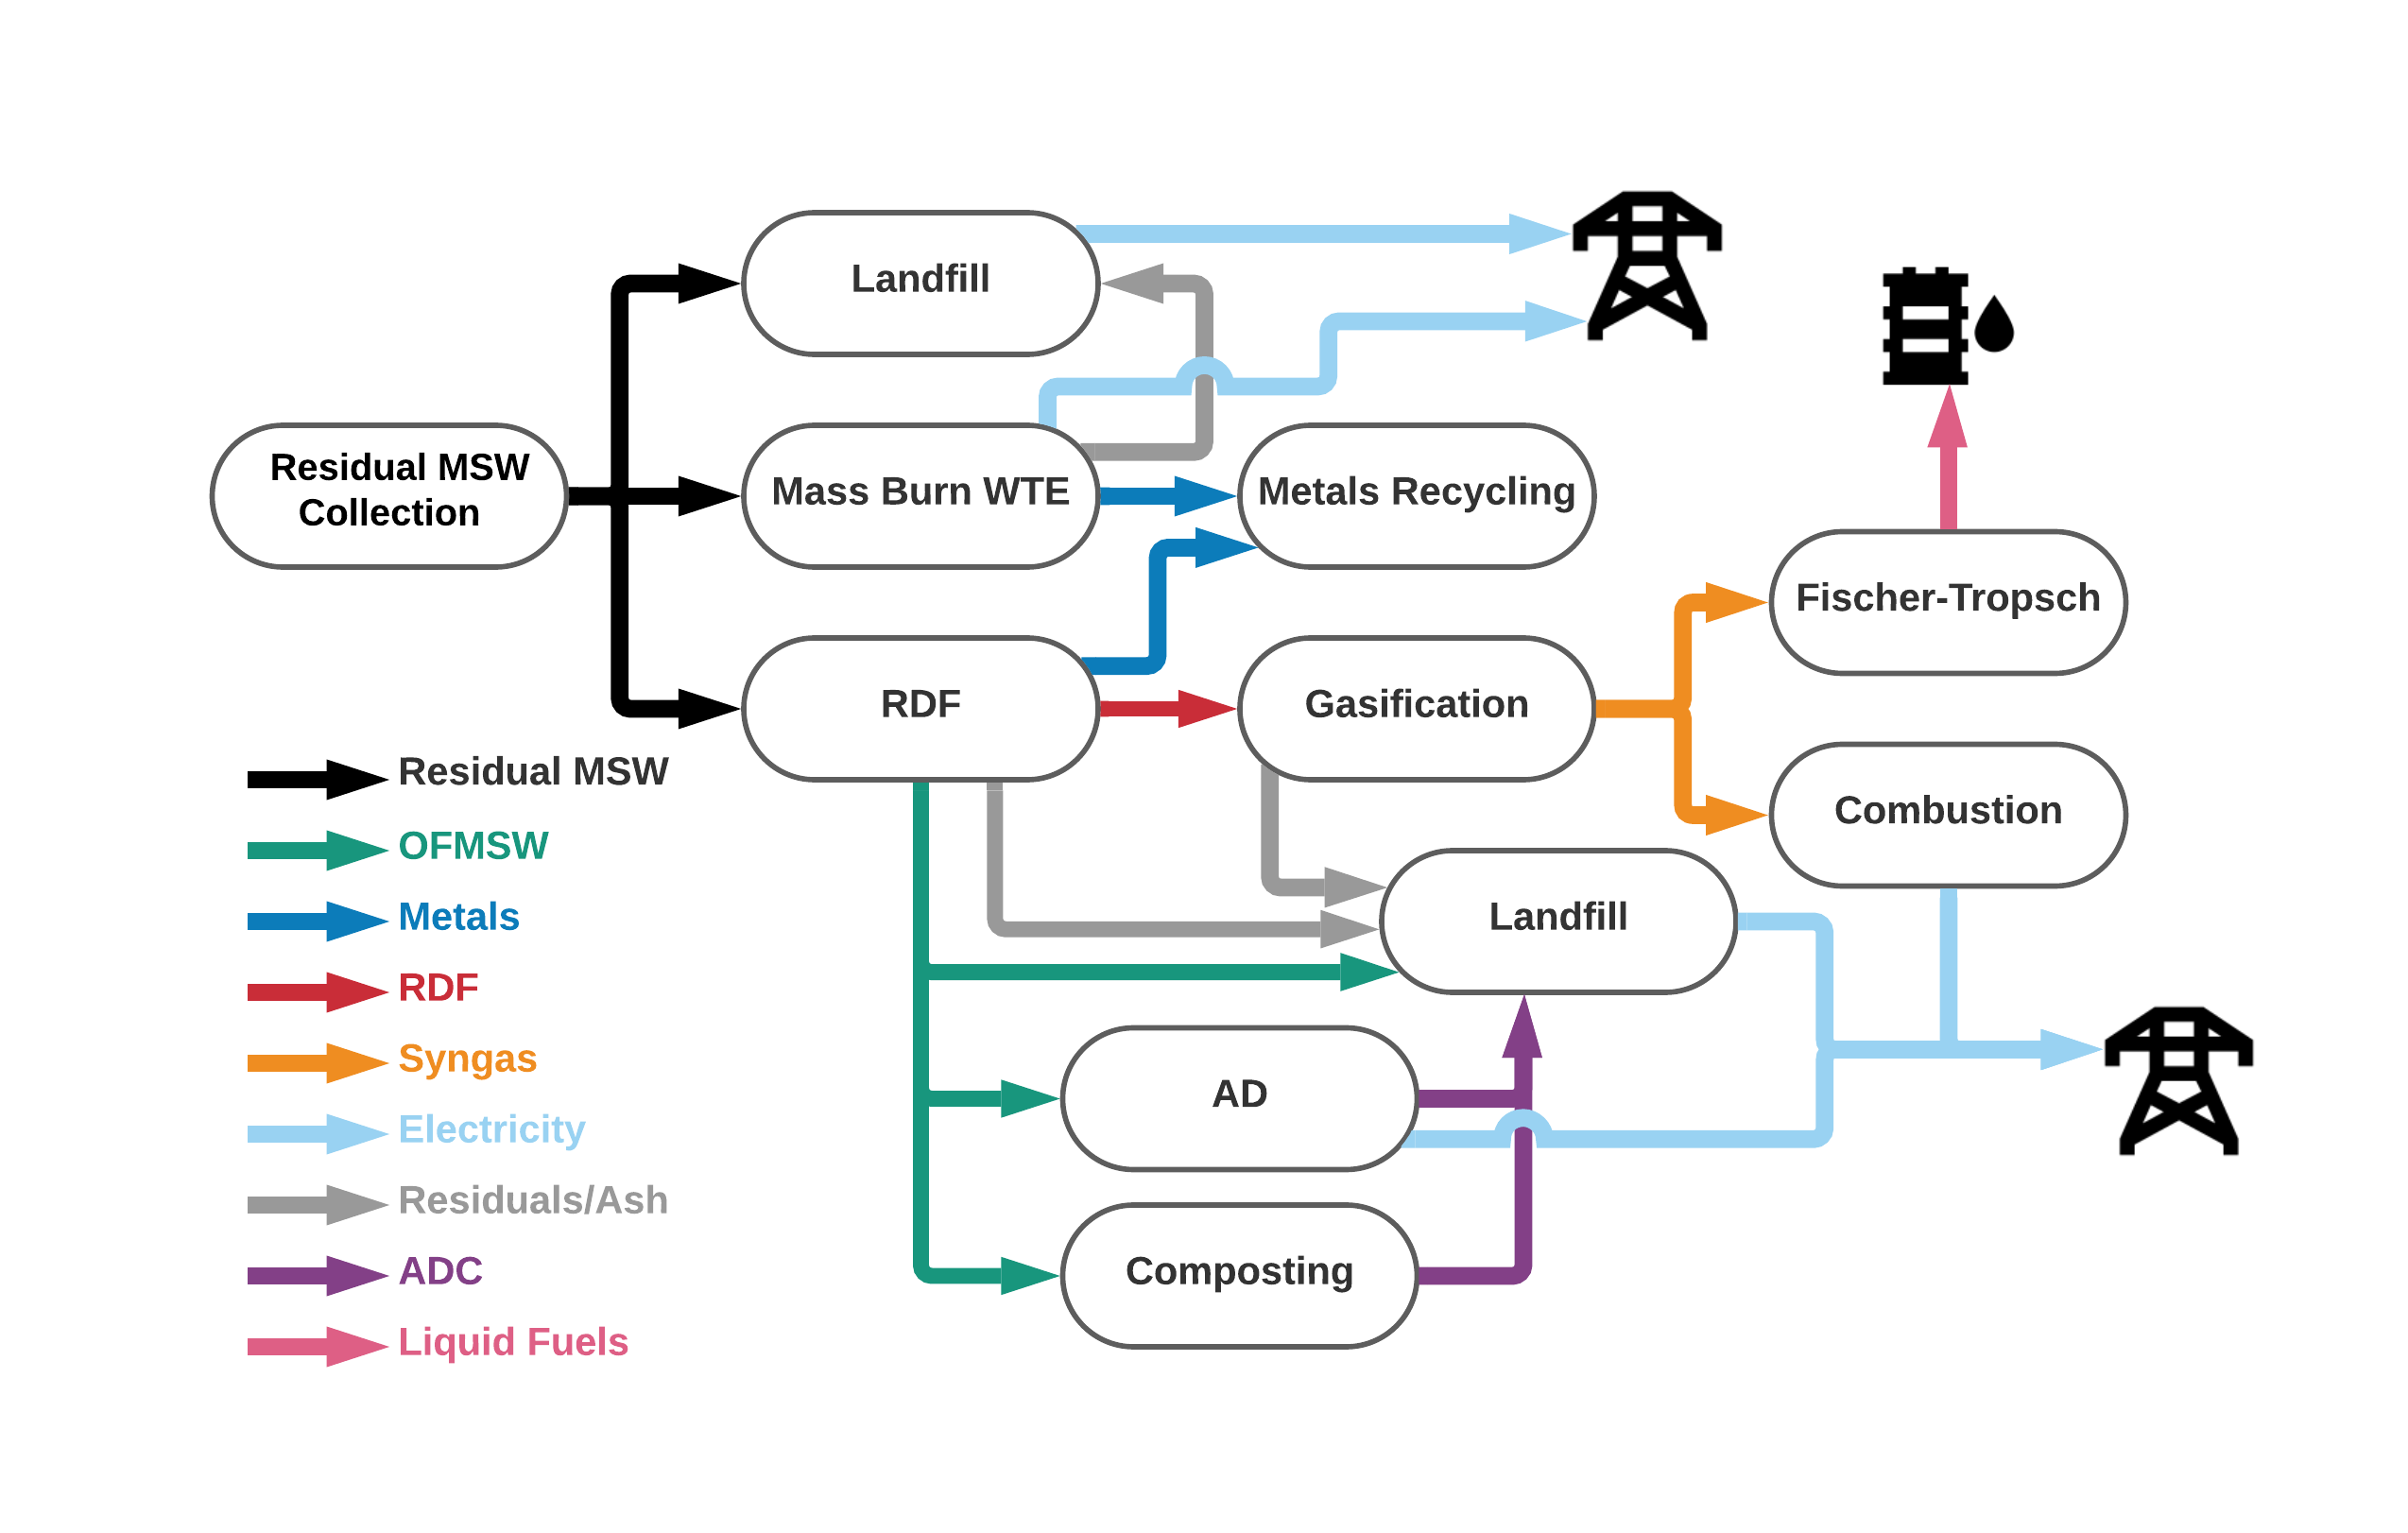 Landfill
Residual MSW
Collection
Mass Burn WTE
Metals Recycling
Fischer-Tropsch
RDF
Gasification
Combustion
Landfill
AD
Composting
Residual MSW
OFMSW
Metals
RDF
Syngas
Electricity
Residuals/Ash
ADC
Liquid Fuels